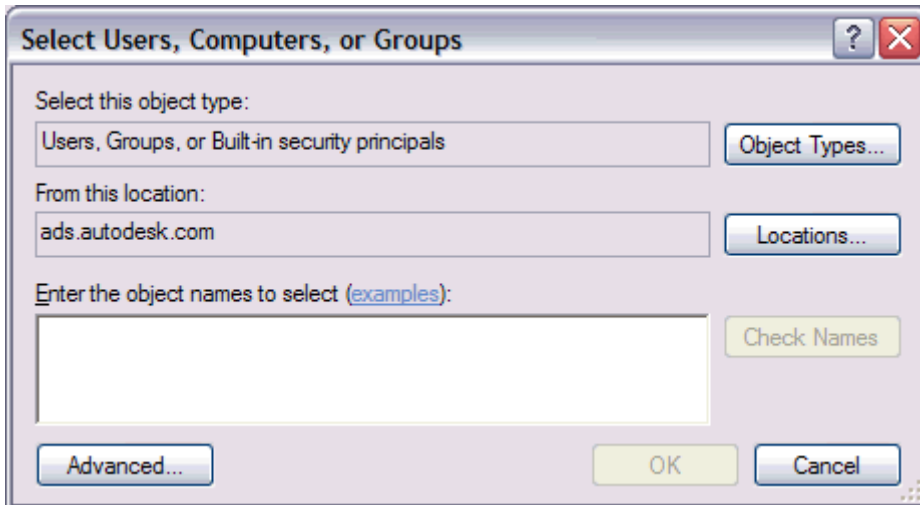 Select Users, Computers, or Groups
?
Select this object type:
Users, Groups, or Built-in security principals
Object Types...
From this location:
ads.autodesk.com
Locations...
Enter the object names to select (examples):
Check Names
Advanced...
OK
Cancel